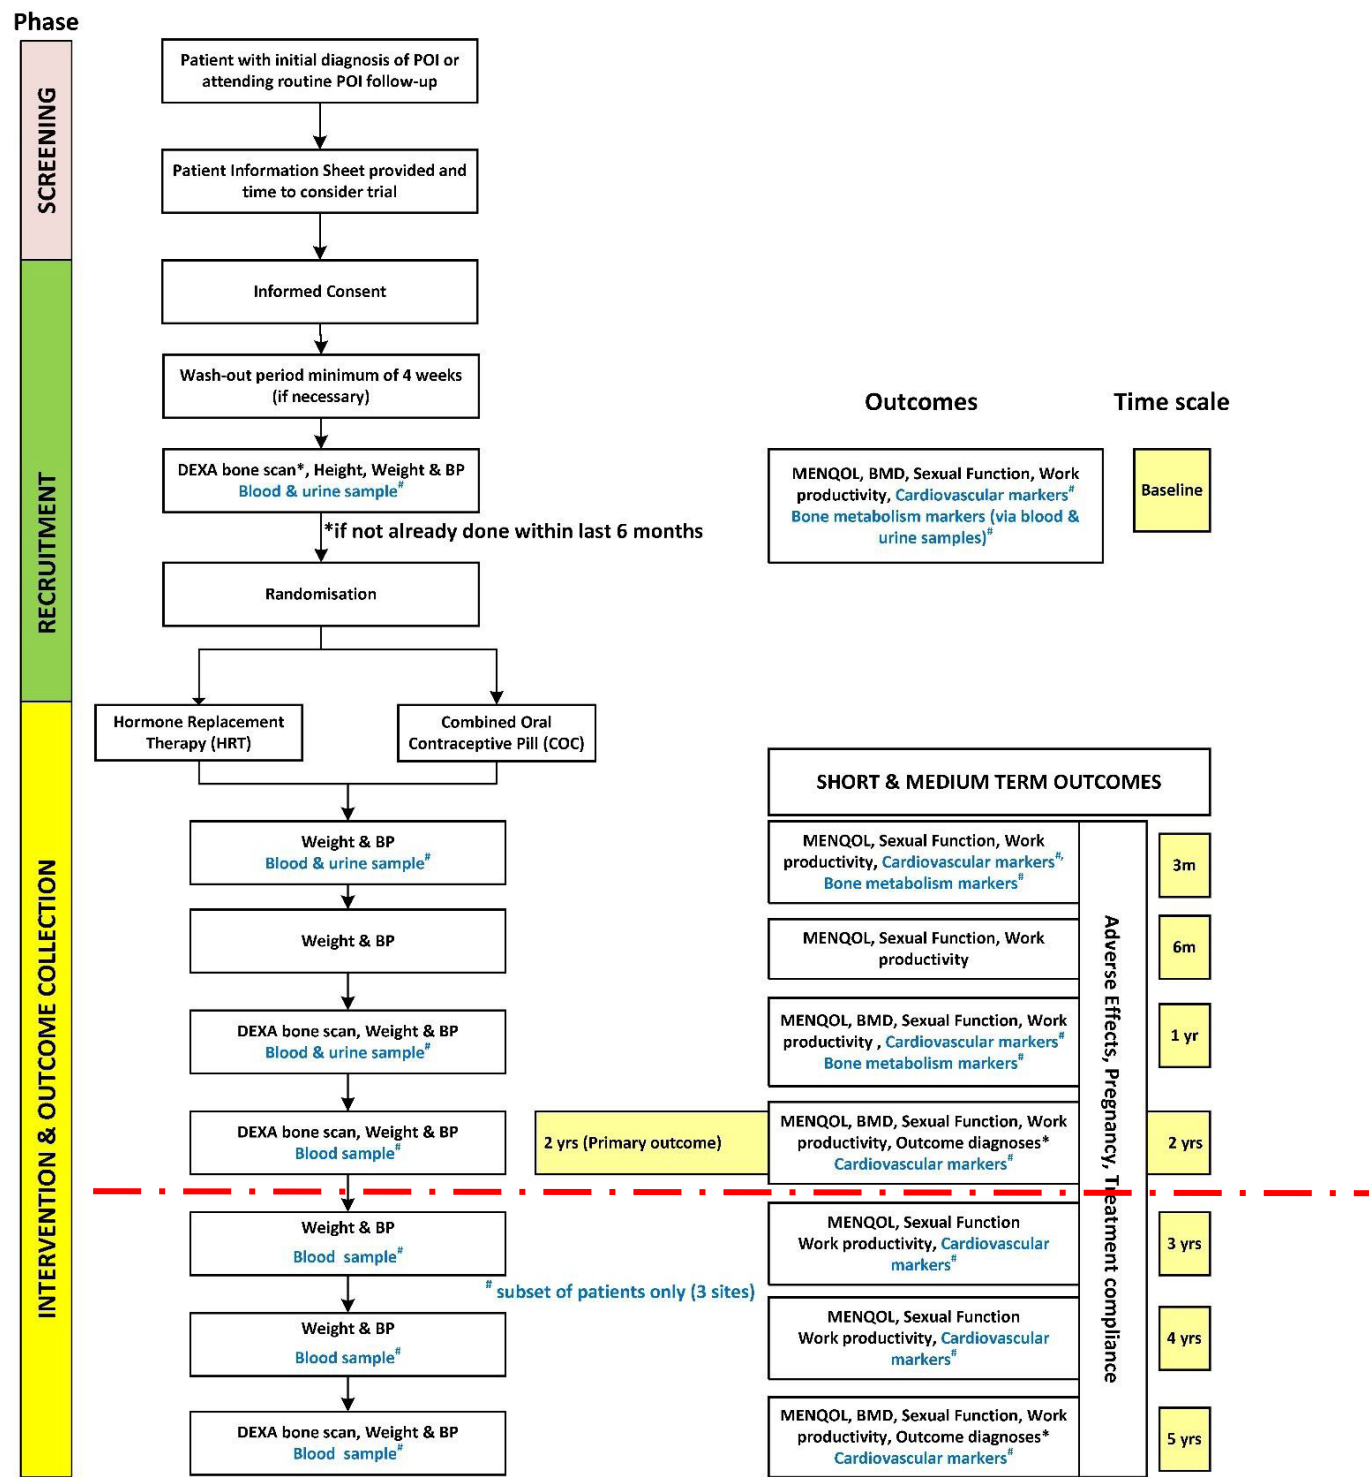 Phase
SCREENING
Patient with initial diagnosis of POI or
attending routine POI follow-up
Patient Information Sheet provided and
time to consider trial
RECRUITMENT
Informed Consent
Wash-out period minimum of 4 weeks
(if necessary)
DEXA bone scan*, Height, Weight & BP
Blood & urine sample#
*if not already done within last 6 months
Randomisation
Outcomes
Time scale
MENQOL, BMD, Sexual Function, Work
productivity, Cardiovascular markers#
Bone metabolism markers (via blood &
urine samples)#
Baseline
INTERVENTION & OUTCOME COLLECTION
Hormone Replacement
Therapy (HRT)
Combined Oral
Contraceptive Pill (COC)
SHORT & MEDIUM TERM OUTCOMES
Adverse Effects, Pregnancy, Treatment compliance
Weight & BP
Blood & urine sample#
MENQOL, Sexual Function, Work
productivity, Cardiovascular markers#,
Bone metabolism markers#
3m
Weight & BP
MENQOL, Sexual Function, Work
productivity
6m
DEXA bone scan, Weight & BP
Blood & urine sample#
MENQOL, BMD, Sexual Function, Work
productivity , Cardiovascular markers#
Bone metabolism markers#
1 yr
DEXA bone scan, Weight & BP
Blood sample#
2 yrs (Primary outcome)
MENQOL, BMD, Sexual Function, Work
productivity, Outcome diagnoses*
Cardiovascular markers#
2 yrs
Weight & BP
Blood sample#
MENQOL, Sexual Function
Work productivity, Cardiovascular
markers#
3 yrs
# subset of patients only (3 sites)
Weight & BP
Blood sample#
MENQOL, Sexual Function
Work productivity, Cardiovascular
markers#
4 yrs
DEXA bone scan, Weight & BP
Blood sample#
MENQOL, BMD, Sexual Function, Work
productivity, Outcome diagnoses*
Cardiovascular markers#
5 yrs